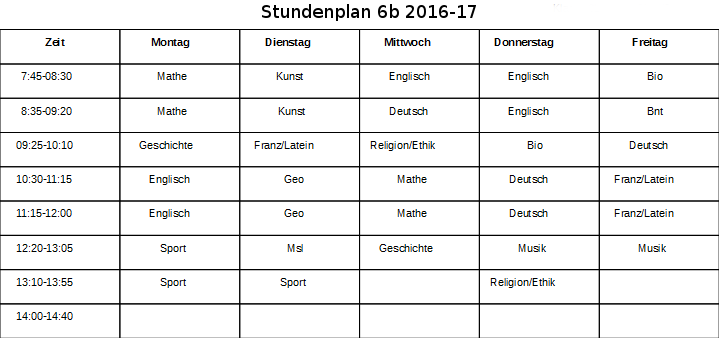 Stundenplan 6b 2016-17
Zeit Montag Dienstag Mittwoch Donnerstag Freitag
7:45-08:30 Mathe Kunst Englisch Englisch Bio
8:35-09:20 Mathe Kunst Deutsch Englisch Bnt
09:25-10:10 Geschichte Franz/Latein Religion/Ethik Bio Deutsch
10:30-11:15 Englisch Geo Mathe Deutsch Franz/Latein
11:15-12:00 Englisch Geo Mathe Deutsch Franz/Latein
12:20-13:05 Sport Msl Geschichte Musik Musik
13:10-13:55 Sport Sport Religion/Ethik
14:00-14:40